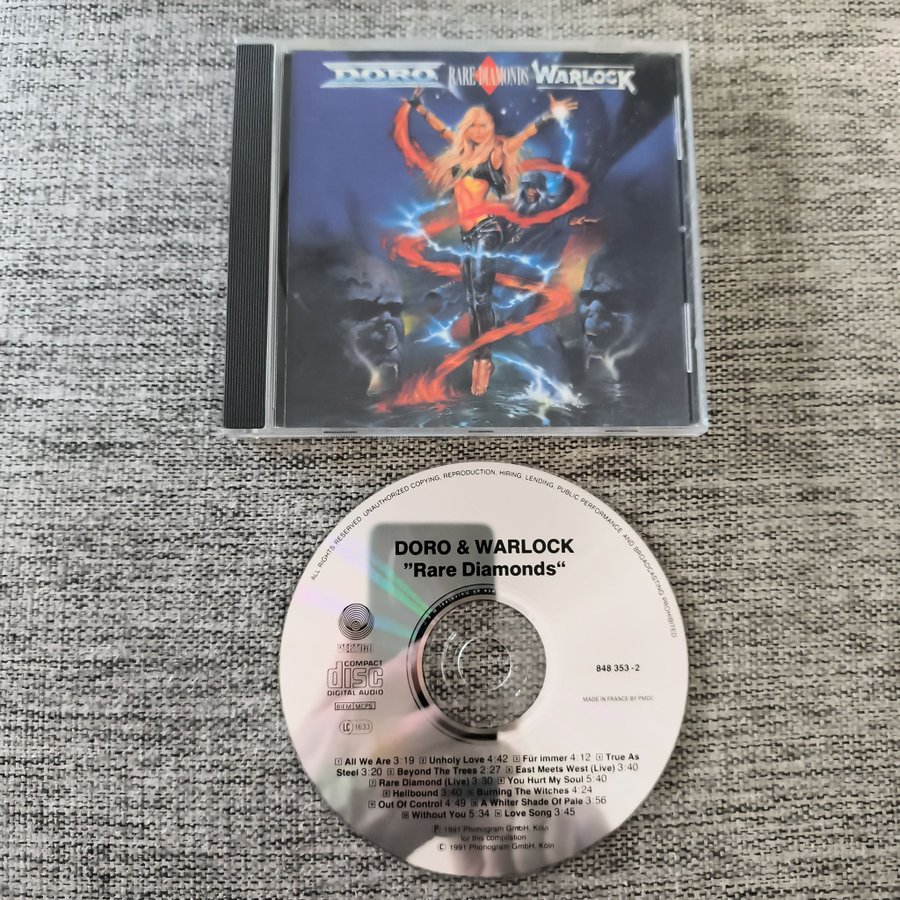 DORO RARE DIAMONDS WARLOCK
ALL RIGHTS RESERVED. UNAUTHORIZED COPYING, REPRODUCTION, HIRING, LENDING, PUBLIC PERFORMANCE AND BROADCASTING PROHIBITED
DORO & WARLOCK
"Rare Diamonds“
VERTIGO
COMPACT
disc
DIGITAL AUDIO
BIEM MCPS
LC 1633
848 353 - 2
MADE IN FRANCE BY PMDC
1 All We Are 3:19 2 Unholy Love 4:42 3 Für immer 4:12 4 True As
Steel 3:20 5 Beyond The Trees 2:27 6 East Meets West (Live) 3:40
7 Rare Diamond (Live) 3:30 8 You Hurt My Soul 5:40
9 Hellbound 3:40 10 Burning The Witches 4:24
11 Out Of Control 4:49 12 A Whiter Shade Of Pale 3:56
13 Without You 5:34 14 Love Song 3:45
Ⓟ 1991 Phonogram GmbH, Köln
for this compilation
© 1991 Phonogram GmbH, Köln